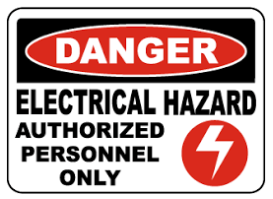 DANGER
ELECTRICAL HAZARD
AUTHORIZED
PERSONNEL
ONLY